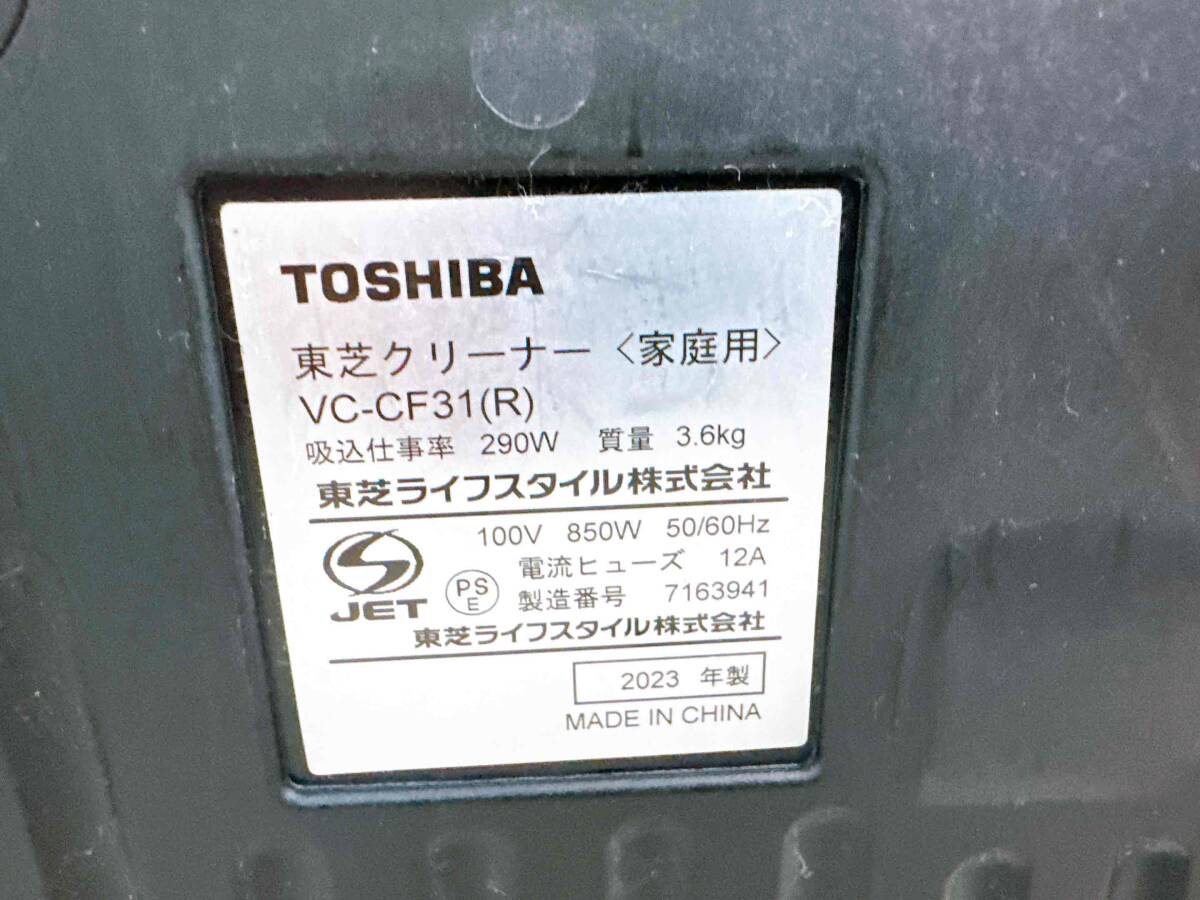 TOSHIBA
東芝クリーナー〈家庭用〉
VC-CF31(R)
吸込仕事率 290W 質量 3.6kg
東芝ライフスタイル株式会社
100V 850W 50/60Hz
電流ヒューズ 12A
JET
PS
E
製造番号 7163941
東芝ライフスタイル株式会社
2023 年製
MADE IN CHINA